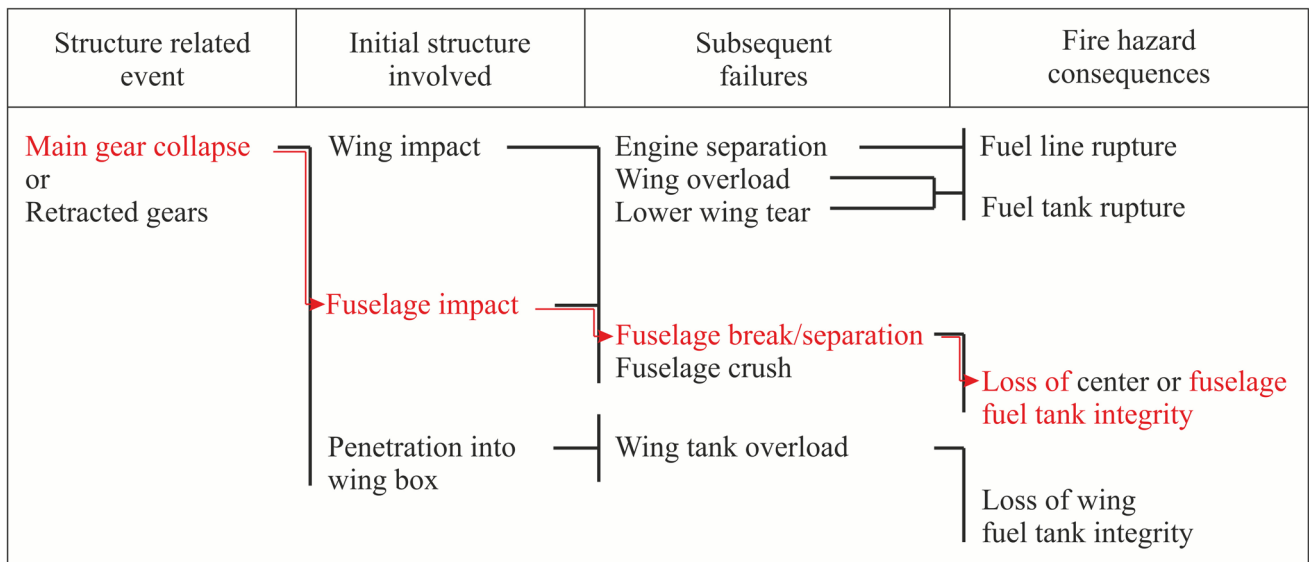 Structure related
event
Initial structure
involved
Subsequent
failures
Fire hazard
consequences
Main gear collapse
or
Retracted gears
Wing impact
Fuselage impact
Penetration into
wing box
Engine separation
Wing overload
Lower wing tear
Fuselage break/separation
Fuselage crush
Wing tank overload
Fuel line rupture
Fuel tank rupture
Loss of center or fuselage
fuel tank integrity
Loss of wing
fuel tank integrity